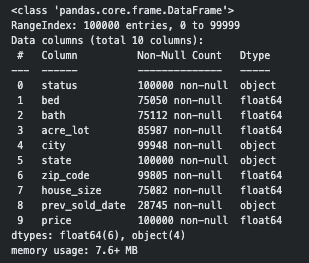 <class 'pandas.core.frame.DataFrame'>
RangeIndex: 100000 entries, 0 to 99999
Data columns (total 10 columns):
 #   Column          Non-Null Count   Dtype
---  ------          --------------   -----
 0   status          100000 non-null  object
 1   bed             75050 non-null   float64
 2   bath            75112 non-null   float64
 3   acre_lot        85987 non-null   float64
 4   city            99948 non-null   object
 5   state           100000 non-null  object
 6   zip_code        99805 non-null   float64
 7   house_size      75082 non-null   float64
 8   prev_sold_date  28745 non-null   object
 9   price           100000 non-null  float64
dtypes: float64(6), object(4)
memory usage: 7.6+ MB